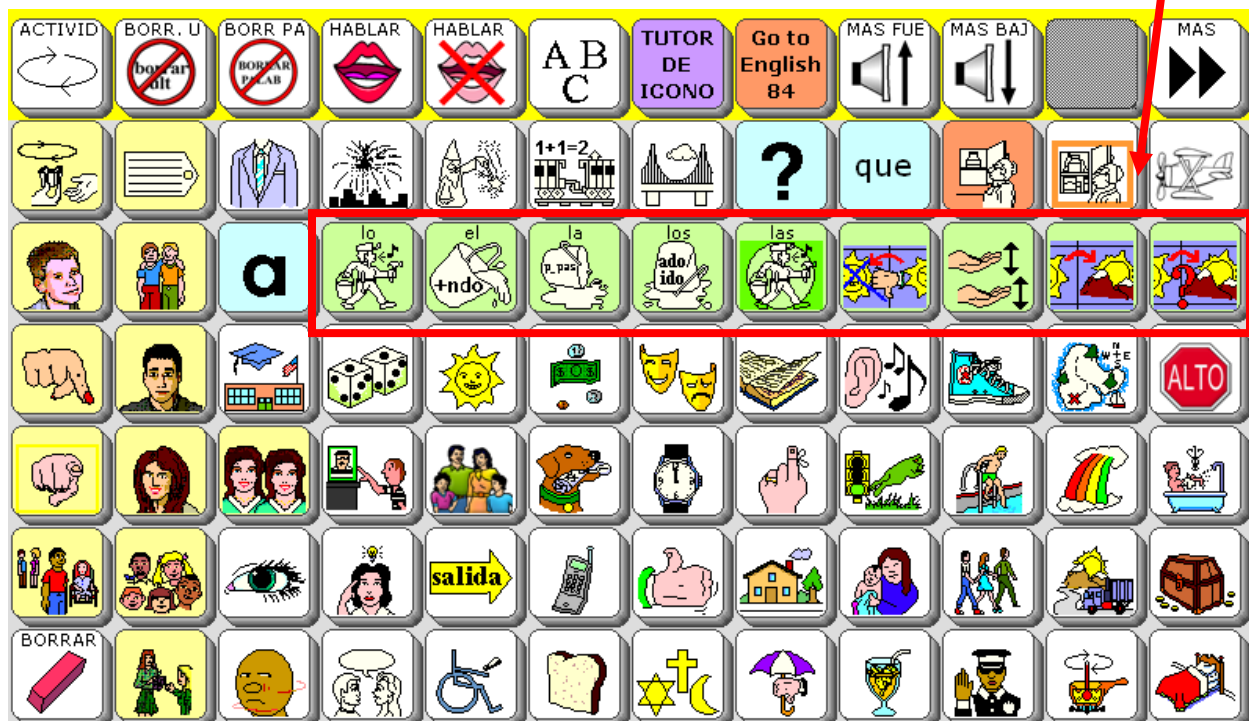 ACTIVID
BORR. U
BORR PA
HABLAR
HABLAR
MAS FUE
MAS BAJ
MAS
borrar
ult
BORRAR
PALAB
A B
C
TUTOR
DE
ICONO
Go to
English
84
1+1=2
?
que
a
lo
el
la
los
las
+ndo
p_pas
ado/
ido
?
$0$
N
W+E
S
ALTO
salida
BORRAR